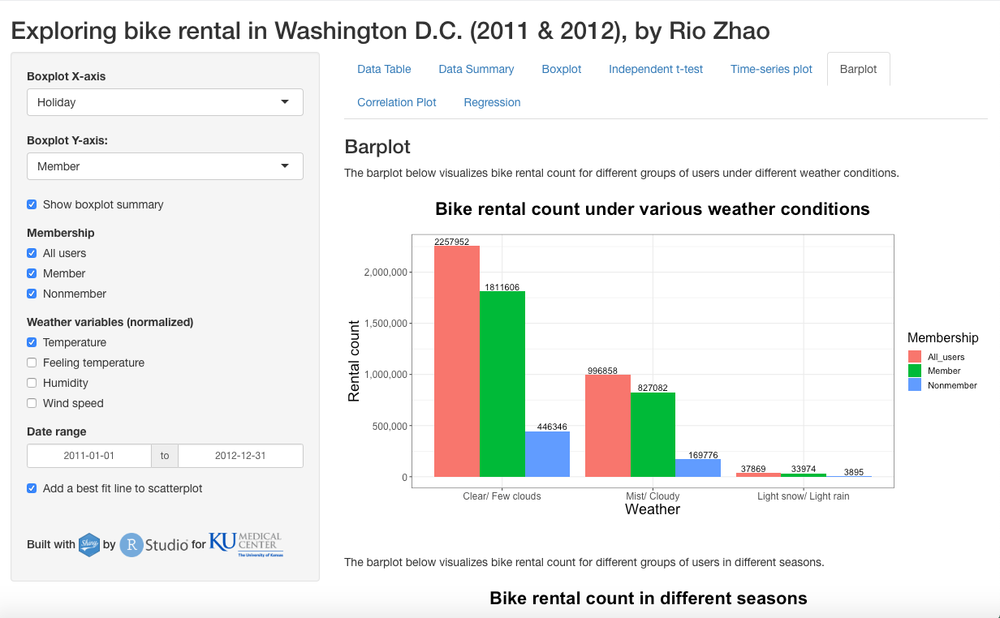 Exploring bike rental in Washington D.C. (2011 & 2012), by Rio Zhao
Boxplot X-axis
Holiday
Boxplot Y-axis:
Member
Show boxplot summary
Membership
All users
Member
Nonmember
Weather variables (normalized)
Temperature
Feeling temperature
Humidity
Wind speed
Date range
2011-01-01 to 2012-12-31
Add a best fit line to scatterplot
Built with Shiny by R Studio for KU MEDICAL CENTER
The University of Kansas
Data Table Data Summary Boxplot Independent t-test Time-series plot Barplot
Correlation Plot Regression
Barplot
The barplot below visualizes bike rental count for different groups of users under different weather conditions.
Bike rental count under various weather conditions
2257952
2,000,000
1811606
1,500,000
Rental count
1,000,000
996858
827082
500,000
446346
169776
37869 33974 3895
0
Clear/ Few clouds Mist/ Cloudy Light snow/ Light rain
Weather
Membership
All_users
Member
Nonmember
The barplot below visualizes bike rental count for different groups of users in different seasons.
Bike rental count in different seasons